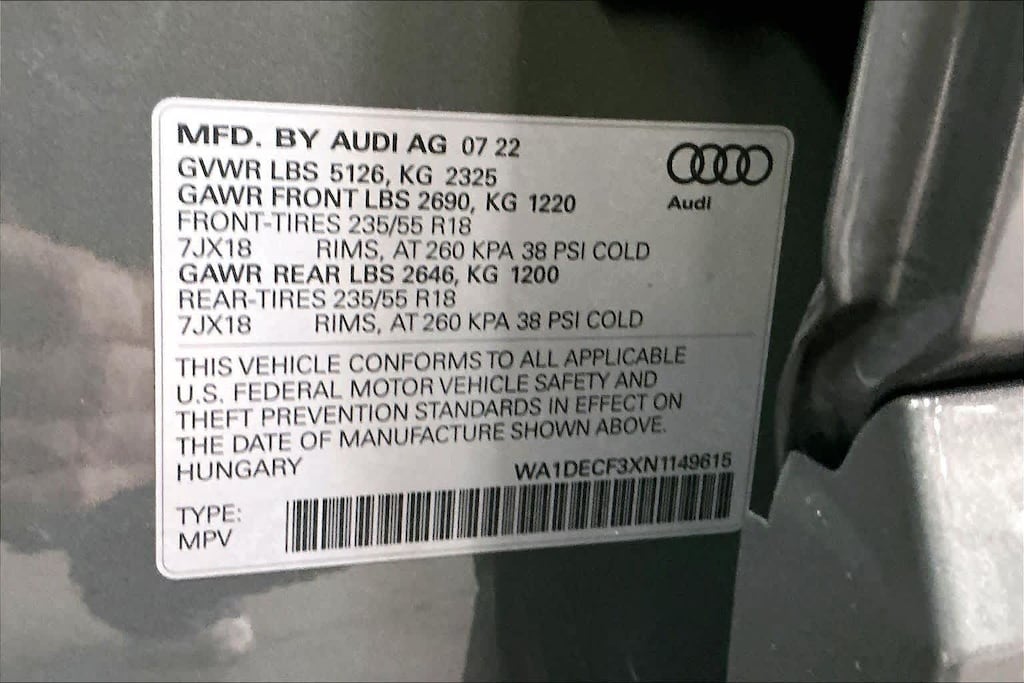 MFD. BY AUDI AG 07 22
GVWR LBS 5126, KG 2325
GAWR FRONT LBS 2690, KG 1220
Audi
FRONT-TIRES 235/55 R18
7JX18 RIMS, AT 260 KPA 38 PSI COLD
GAWR REAR LBS 2646, KG 1200
REAR-TIRES 235/55 R18
7JX18 RIMS, AT 260 KPA 38 PSI COLD
THIS VEHICLE CONFORMS TO ALL APPLICABLE
U.S. FEDERAL MOTOR VEHICLE SAFETY AND
THEFT PREVENTION STANDARDS IN EFFECT ON
THE DATE OF MANUFACTURE SHOWN ABOVE.
HUNGARY WA1DECF3XN1149615
TYPE:
MPV